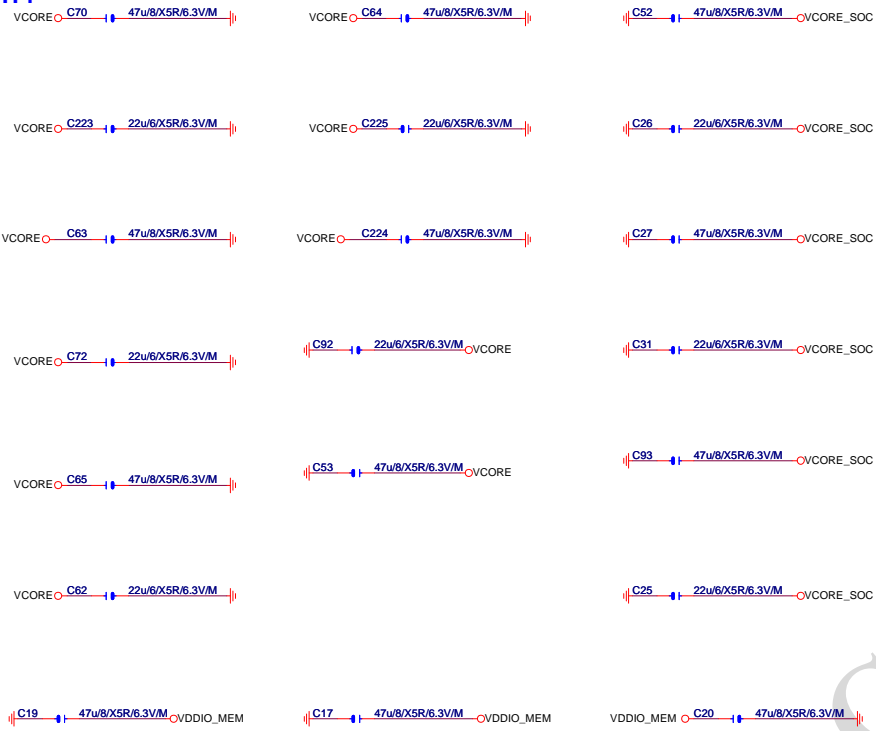 VCORE C70 47u/8/X5R/6.3V/M
VCORE C64 47u/8/X5R/6.3V/M
C52 47u/8/X5R/6.3V/M VCORE_SOC
VCORE C223 22u/6/X5R/6.3V/M
VCORE C225 22u/6/X5R/6.3V/M
C26 22u/6/X5R/6.3V/M VCORE_SOC
VCORE C63 47u/8/X5R/6.3V/M
VCORE C224 47u/8/X5R/6.3V/M
C27 47u/8/X5R/6.3V/M VCORE_SOC
VCORE C72 22u/6/X5R/6.3V/M
C92 22u/6/X5R/6.3V/M VCORE
C31 22u/6/X5R/6.3V/M VCORE_SOC
VCORE C65 47u/8/X5R/6.3V/M
C53 47u/8/X5R/6.3V/M VCORE
C93 47u/8/X5R/6.3V/M VCORE_SOC
VCORE C62 22u/6/X5R/6.3V/M
C25 22u/6/X5R/6.3V/M VCORE_SOC
C19 47u/8/X5R/6.3V/M VDDIO_MEM
C17 47u/8/X5R/6.3V/M VDDIO_MEM
VDDIO_MEM C20 47u/8/X5R/6.3V/M